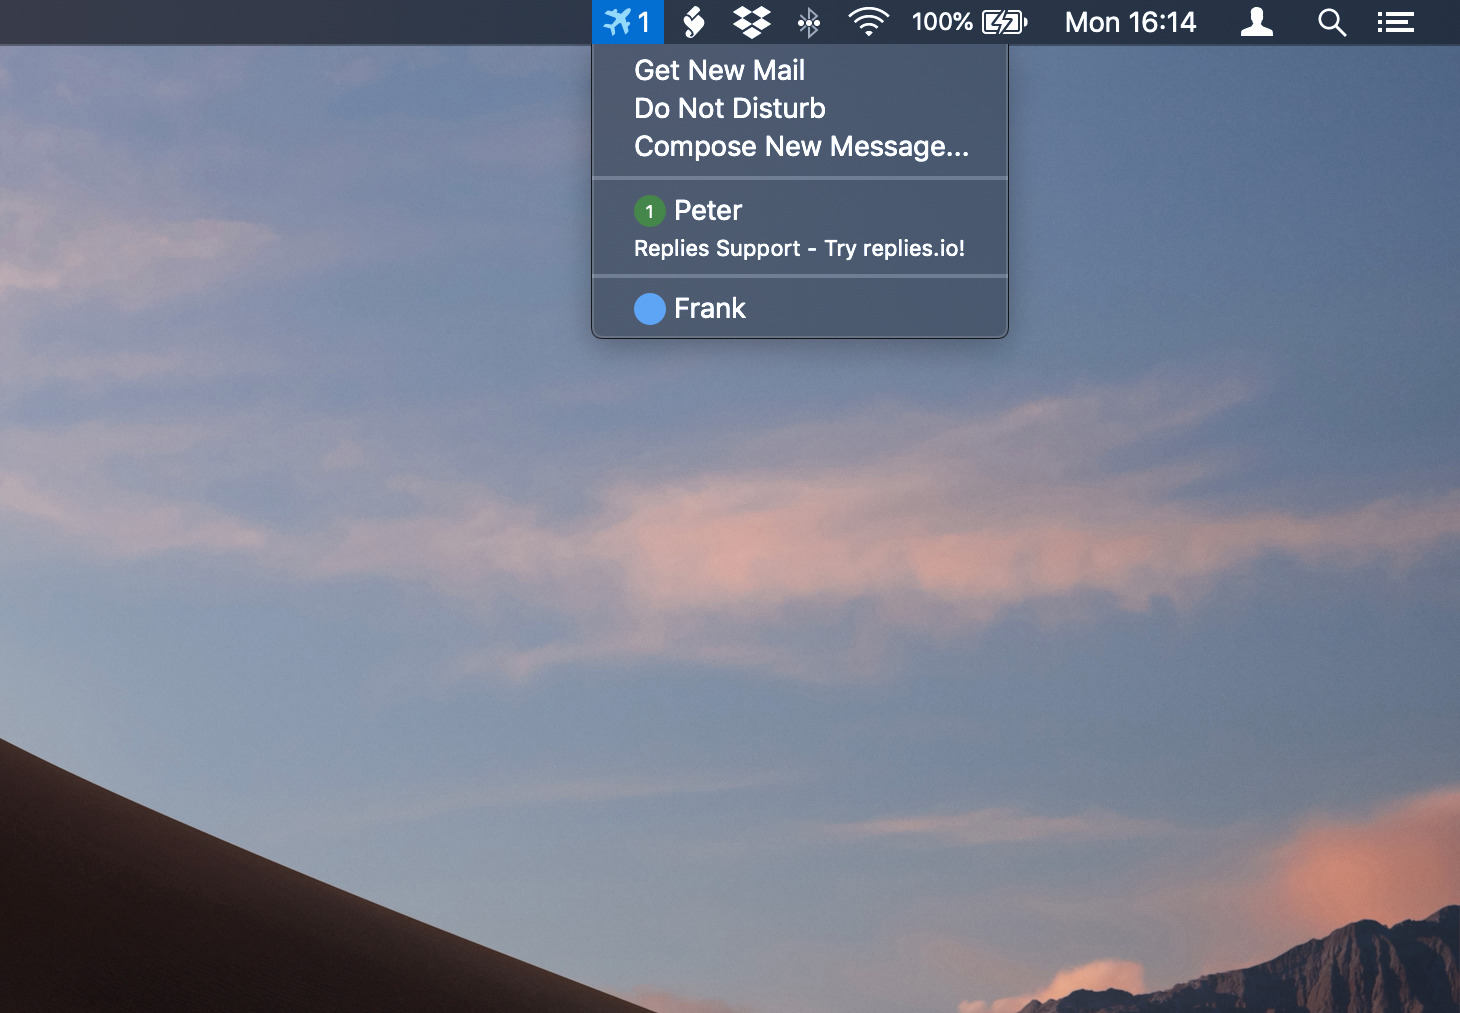 1 100% Mon 16:14
Get New Mail
Do Not Disturb
Compose New Message...
1 Peter
Replies Support - Try replies.io!
Frank